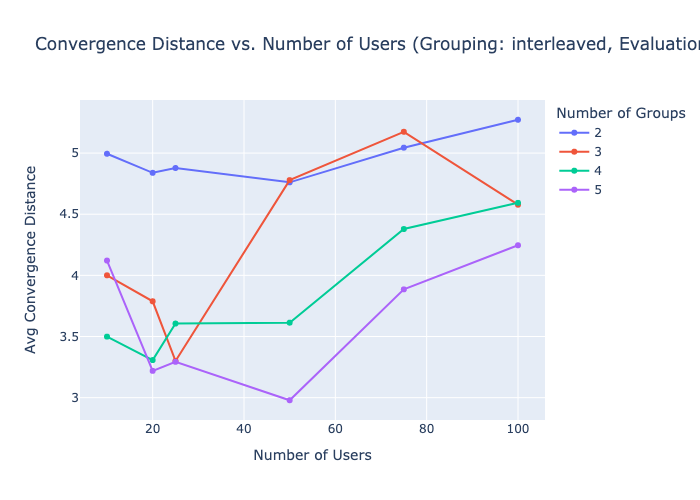 Convergence Distance vs. Number of Users (Grouping: interleaved, Evaluation
Number of Groups
2
3
4
5
Avg Convergence Distance
5
4.5
4
3.5
3
20 40 60 80 100
Number of Users